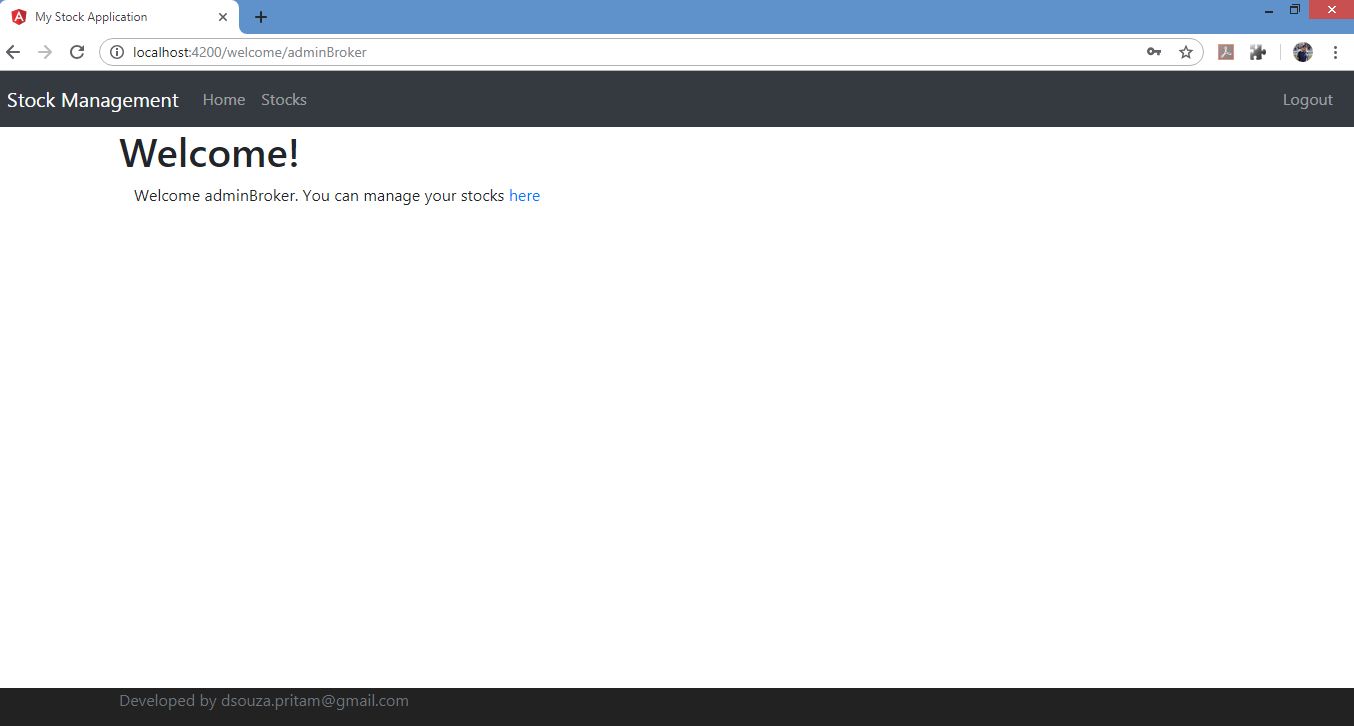 My Stock Application
localhost:4200/welcome/adminBroker
Stock Management Home Stocks Logout
Welcome!
Welcome adminBroker. You can manage your stocks here
Developed by dsouza.pritam@gmail.com